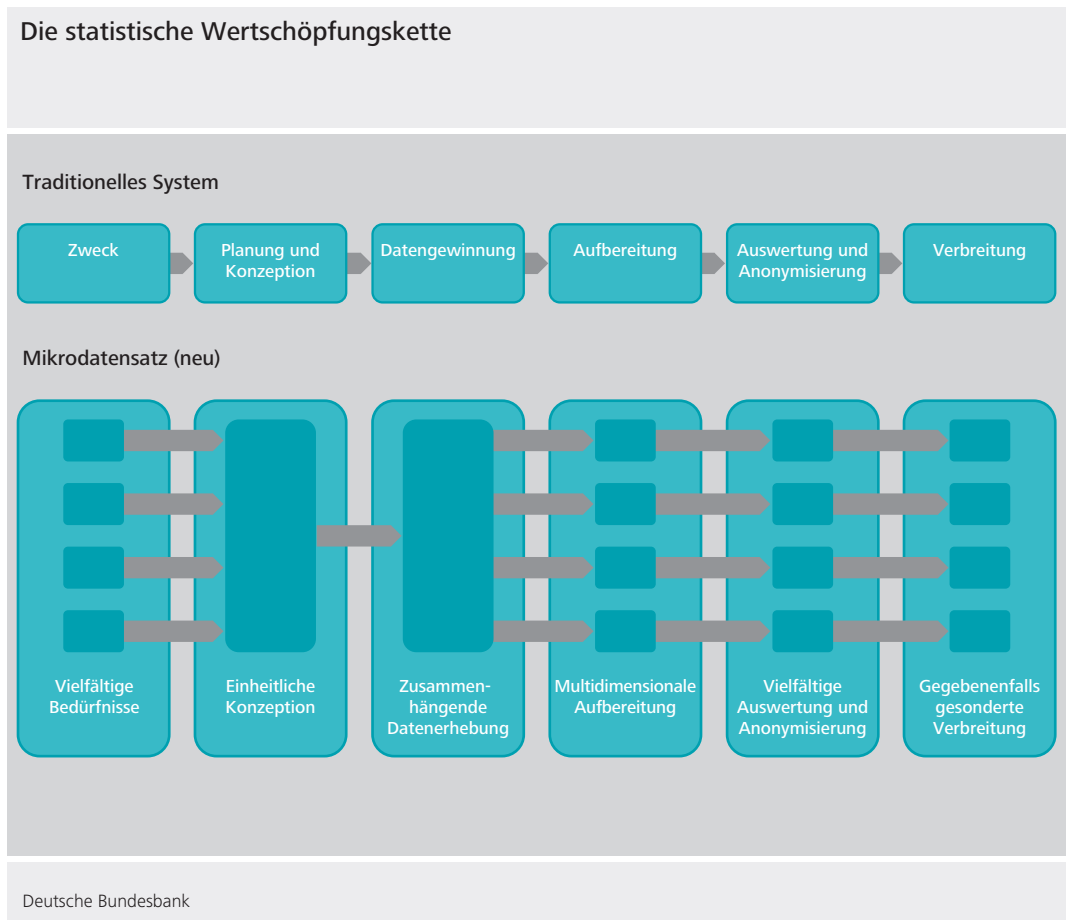 Die statistische Wertschöpfungskette
Traditionelles System
Zweck
Planung und
Konzeption
Datengewinnung
Aufbereitung
Auswertung und
Anonymisierung
Verbreitung
Mikrodatensatz (neu)
Vielfältige
Bedürfnisse
Einheitliche
Konzeption
Zusammen-
hängende
Datenerhebung
Multidimensionale
Aufbereitung
Vielfältige
Auswertung und
Anonymisierung
Gegebenenfalls
gesonderte
Verbreitung
Deutsche Bundesbank